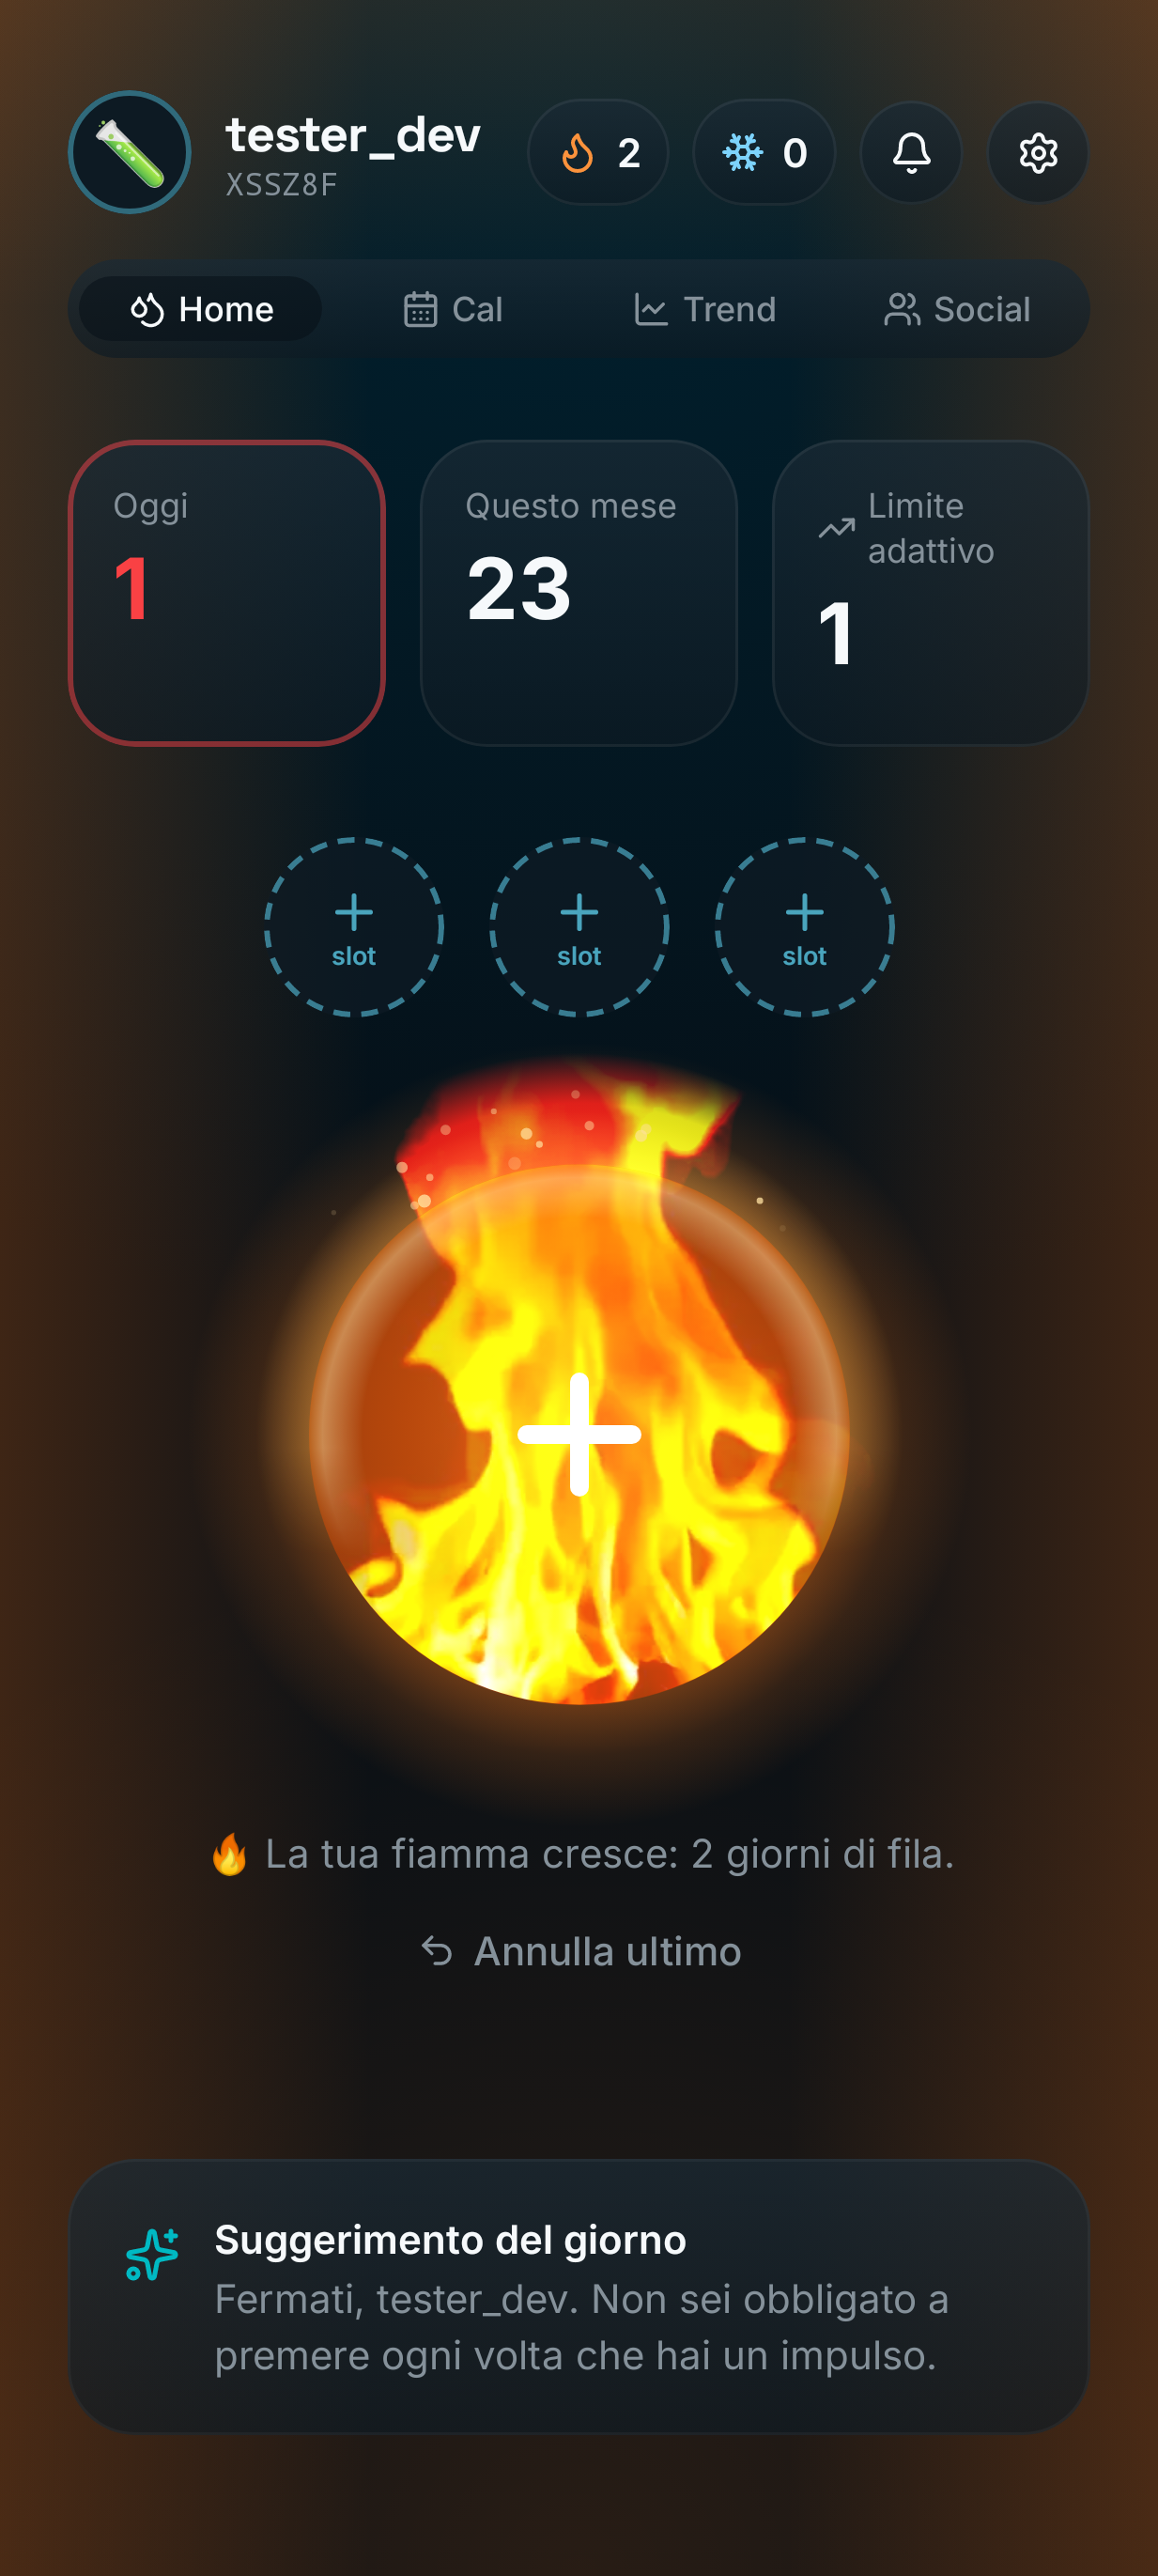 tester_dev
XSSZ8F
2
0
Home
Cal
Trend
Social
Oggi
1
Questo mese
23
Limite
adattivo
1
slot
slot
slot
La tua fiamma cresce: 2 giorni di fila.
Annulla ultimo
Suggerimento del giorno
Fermati, tester_dev. Non sei obbligato a
premere ogni volta che hai un impulso.